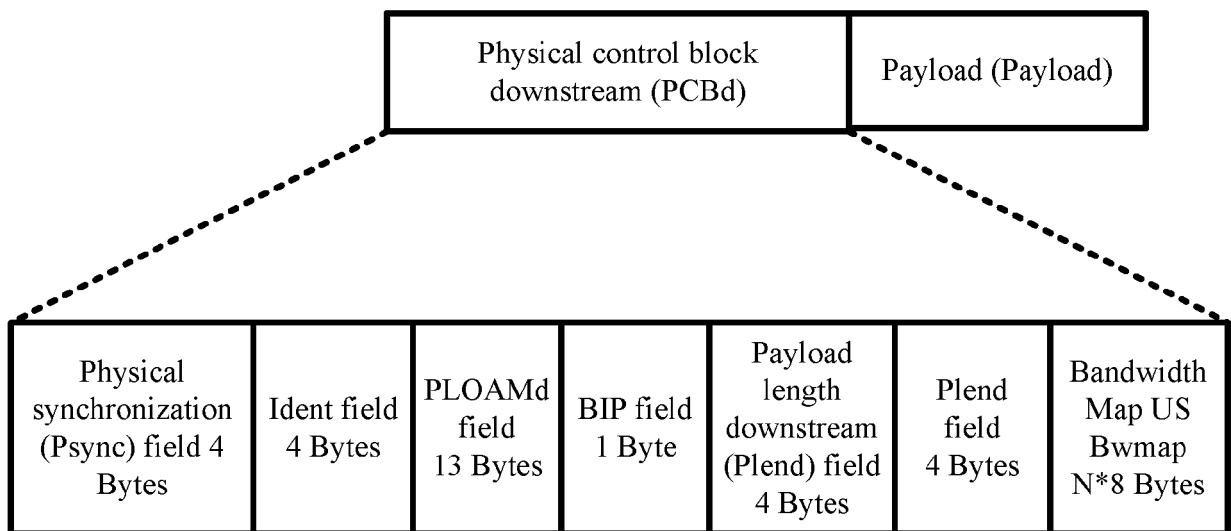 Physical control block
downstream (PCBd)
Payload (Payload)
Physical
synchronization
(Psync) field 4
Bytes
Ident field
4 Bytes
PLOAMd
field
13 Bytes
BIP field
1 Byte
Payload
length
downstream
(Plend) field
4 Bytes
Plend
field
4 Bytes
Bandwidth
Map US
Bwmap
N*8 Bytes